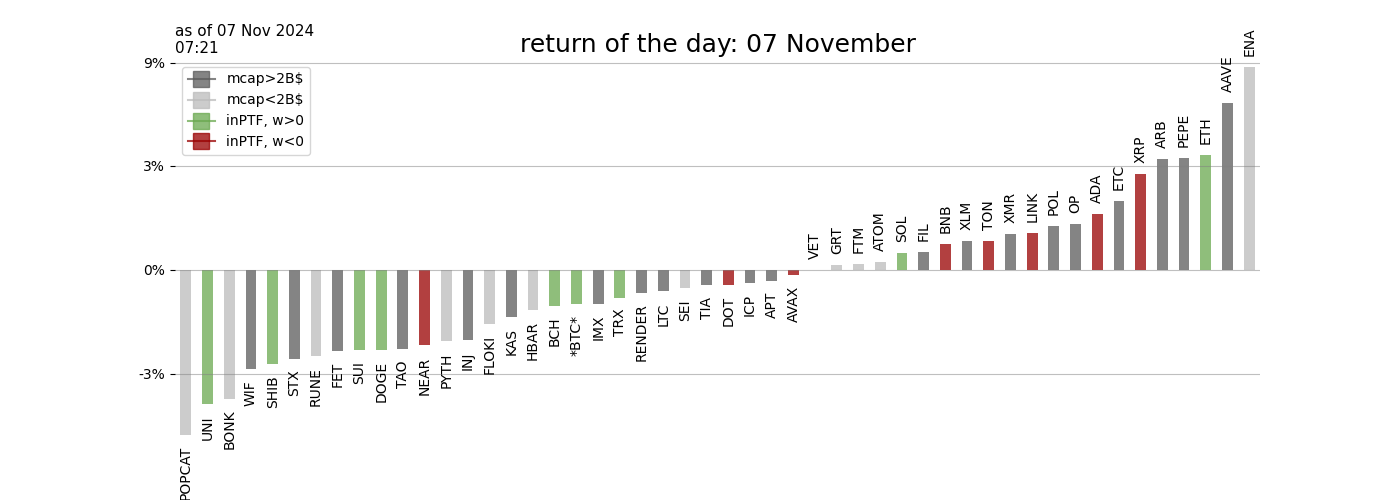 as of 07 Nov 2024
07:21
return of the day: 07 November
9%
3%
0%
-3%
mcap>2B$
mcap<2B$
inPTF, w>0
inPTF, w<0
POPCAT
UNI
BONK
WIF
SHIB
STX
RUNE
FET
SUI
DOGE
TAO
NEAR
PYTH
INJ
FLOKI
KAS
HBAR
BCH
*BTC*
IMX
TRX
RENDER
LTC
SEI
TIA
DOT
ICP
APT
AVAX
VET
GRT
FTM
ATOM
SOL
FIL
BNB
XLM
TON
XMR
LINK
POL
OP
ADA
ETC
XRP
ARB
PEPE
ETH
AAVE
ENA